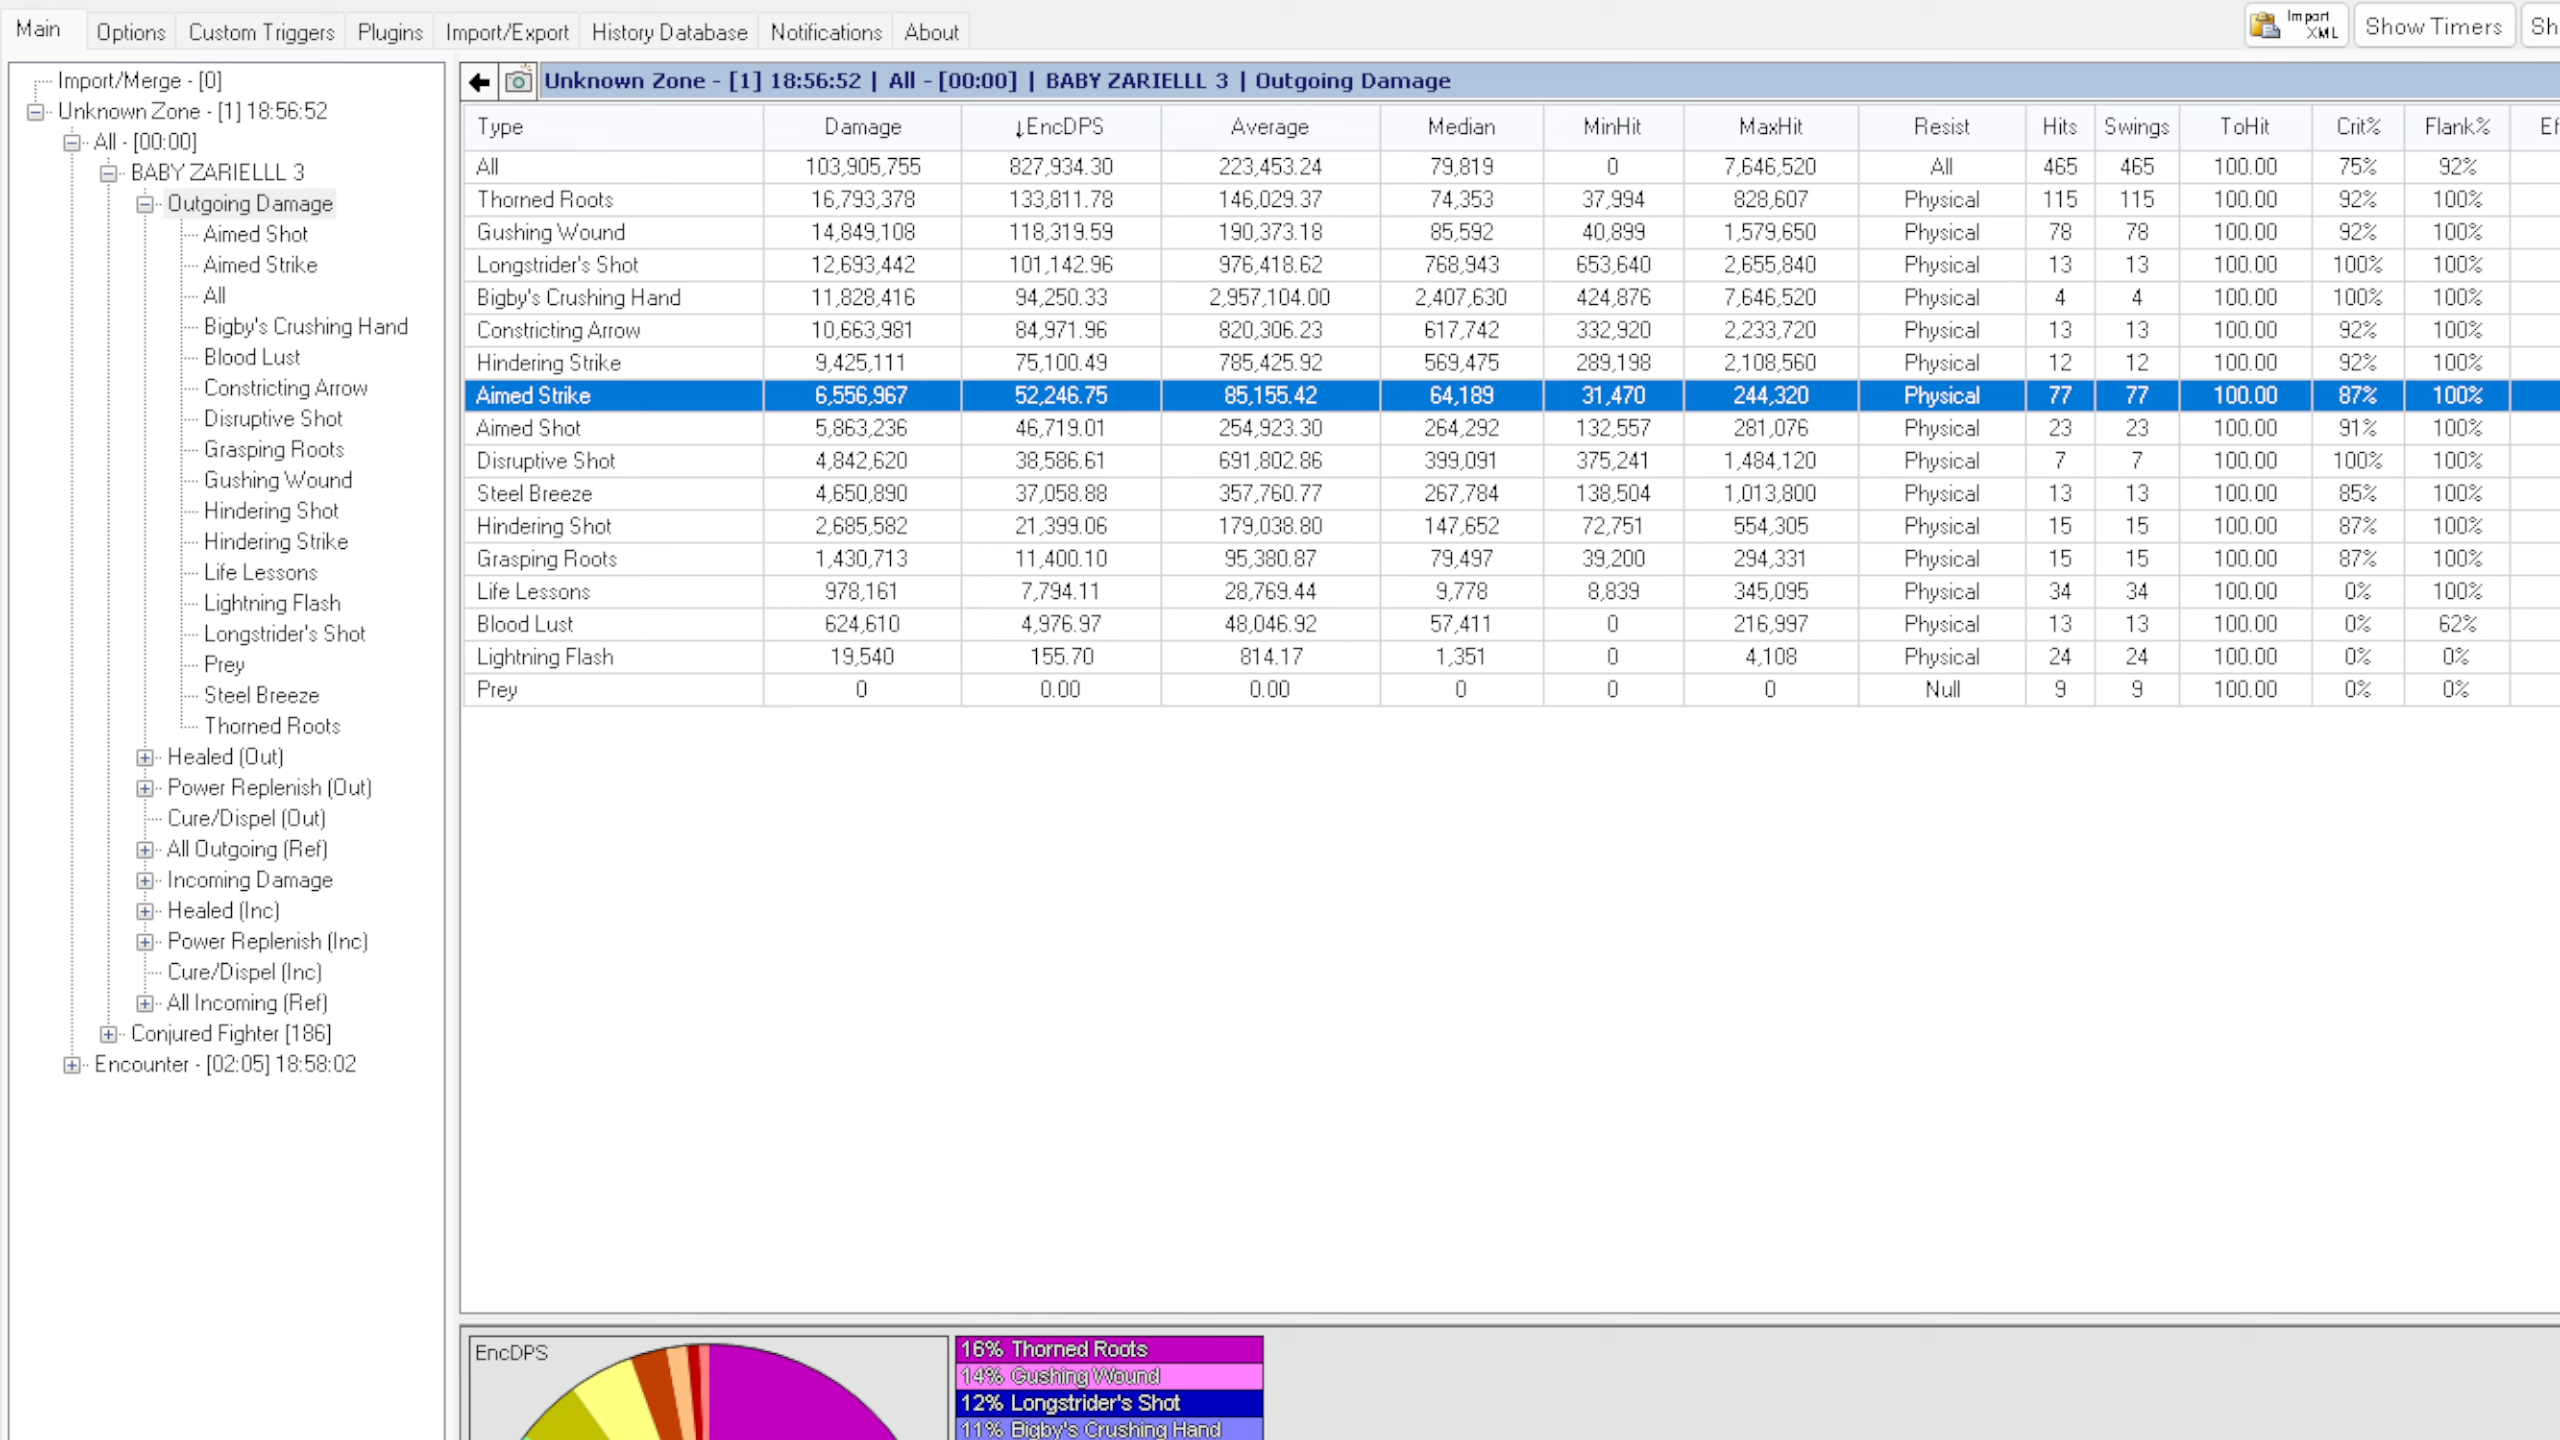 Main Options Custom Triggers Plugins Import/Export History Database Notifications About Import XML Show Timers Sh
Import/Merge - [0]
Unknown Zone - [1] 18:56:52
All - [00:00]
BABY ZARIELLL 3
Outgoing Damage
Aimed Shot
Aimed Strike
All
Bigby's Crushing Hand
Blood Lust
Constricting Arrow
Disruptive Shot
Grasping Roots
Gushing Wound
Hindering Shot
Hindering Strike
Life Lessons
Lightning Flash
Longstrider's Shot
Prey
Steel Breeze
Thorned Roots
Healed (Out)
Power Replenish (Out)
Cure/Dispel (Out)
All Outgoing (Ref)
Incoming Damage
Healed (Inc)
Power Replenish (Inc)
Cure/Dispel (Inc)
All Incoming (Ref)
Conjured Fighter [186]
Encounter - [02:05] 18:58:02
Unknown Zone - [1] 18:56:52 | All - [00:00] | BABY ZARIELLL 3 | Outgoing Damage
Type Damage ↓EncDPS Average Median MinHit MaxHit Resist Hits Swings ToHit Crit% Flank% Ef
All 103,905,755 827,934.30 223,453.24 79,819 0 7,646,520 All 465 465 100.00 75% 92%
Thorned Roots 16,793,378 133,811.78 146,029.37 74,353 37,994 828,607 Physical 115 115 100.00 92% 100%
Gushing Wound 14,849,108 118,319.59 190,373.18 85,592 40,899 1,579,650 Physical 78 78 100.00 92% 100%
Longstrider's Shot 12,693,442 101,142.96 976,418.62 768,943 653,640 2,655,840 Physical 13 13 100.00 100% 100%
Bigby's Crushing Hand 11,828,416 94,250.33 2,957,104.00 2,407,630 424,876 7,646,520 Physical 4 4 100.00 100% 100%
Constricting Arrow 10,663,981 84,971.96 820,306.23 617,742 332,920 2,233,720 Physical 13 13 100.00 92% 100%
Hindering Strike 9,425,111 75,100.49 785,425.92 569,475 289,198 2,108,560 Physical 12 12 100.00 92% 100%
Aimed Strike 6,556,967 52,246.75 85,155.42 64,189 31,470 244,320 Physical 77 77 100.00 87% 100%
Aimed Shot 5,863,236 46,719.01 254,923.30 264,292 132,557 281,076 Physical 23 23 100.00 91% 100%
Disruptive Shot 4,842,620 38,586.61 691,802.86 399,091 375,241 1,484,120 Physical 7 7 100.00 100% 100%
Steel Breeze 4,650,890 37,058.88 357,760.77 267,784 138,504 1,013,800 Physical 13 13 100.00 85% 100%
Hindering Shot 2,685,582 21,399.06 179,038.80 147,652 72,751 554,305 Physical 15 15 100.00 87% 100%
Grasping Roots 1,430,713 11,400.10 95,380.87 79,497 39,200 294,331 Physical 15 15 100.00 87% 100%
Life Lessons 978,161 7,794.11 28,769.44 9,778 8,839 345,095 Physical 34 34 100.00 0% 100%
Blood Lust 624,610 4,976.97 48,046.92 57,411 0 216,997 Physical 13 13 100.00 0% 62%
Lightning Flash 19,540 155.70 814.17 1,351 0 4,108 Physical 24 24 100.00 0% 0%
Prey 0 0.00 0.00 0 0 0 Null 9 9 100.00 0% 0%
EncDPS
16% Thorned Roots
14% Gushing Wound
12% Longstrider's Shot
11% Bigby's Crushing Hand